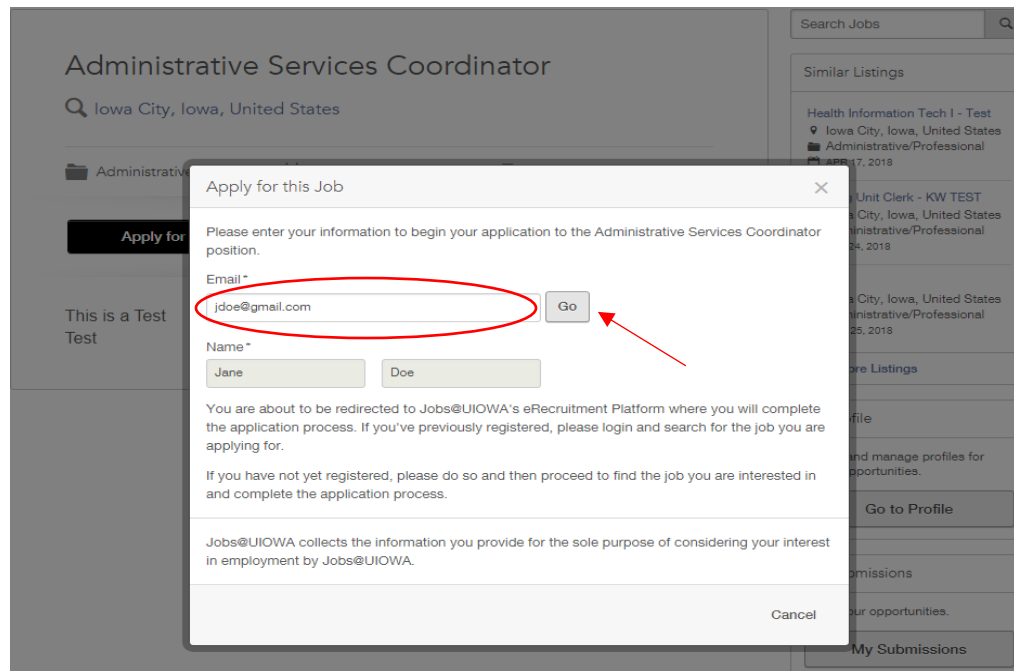 Search Jobs
Administrative Services Coordinator
Iowa City, Iowa, United States
Administrative
Apply for
This is a Test
Test
Similar Listings
Health Information Tech I - Test
Iowa City, Iowa, United States
Administrative/Professional
APR 17, 2018
Unit Clerk - KW TEST
City, Iowa, United States
ministrative/Professional
24, 2018
City, Iowa, United States
ministrative/Professional
25, 2018
ore Listings
file
and manage profiles for
pportunities.
Go to Profile
bmissions
our opportunities.
My Submissions
Apply for this Job
Please enter your information to begin your application to the Administrative Services Coordinator
position.
Email*
jdoe@gmail.com
Go
Name*
Jane Doe
You are about to be redirected to Jobs@UIOWA's eRecruitment Platform where you will complete
the application process. If you've previously registered, please login and search for the job you are
applying for.
If you have not yet registered, please do so and then proceed to find the job you are interested in
and complete the application process.
Jobs@UIOWA collects the information you provide for the sole purpose of considering your interest
in employment by Jobs@UIOWA.
Cancel